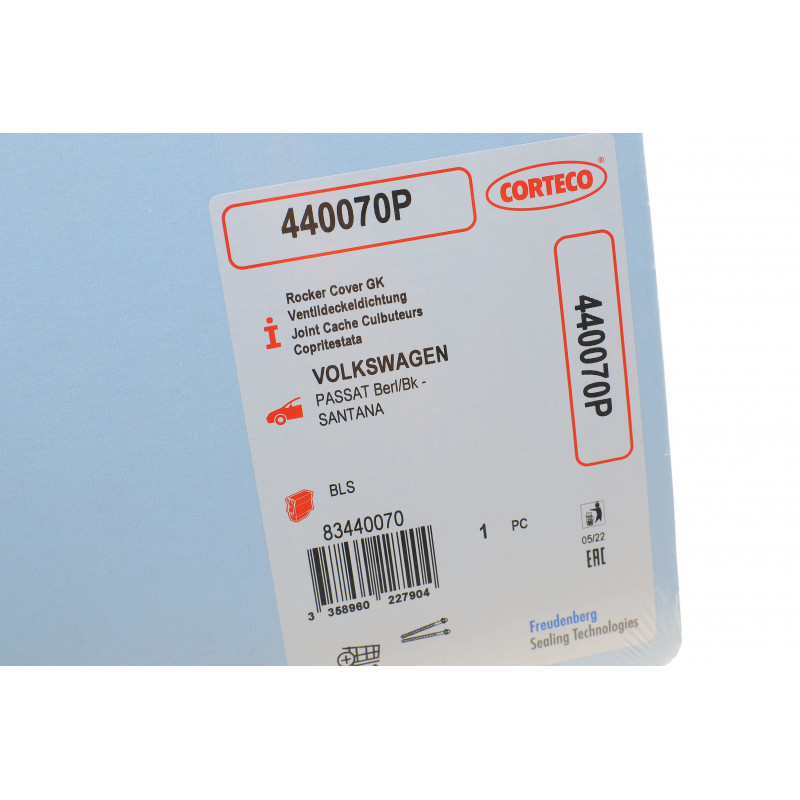 440070P
CORTECO®
Rocker Cover GK
Ventildeckeldichtung
Joint Cache Culbuteurs
Copritestata
VOLKSWAGEN
PASSAT Berl/Bk -
SANTANA
440070P
BLS
83440070
1 PC
3 358960 227904
05/22
EAC
Freudenberg
Sealing Technologies